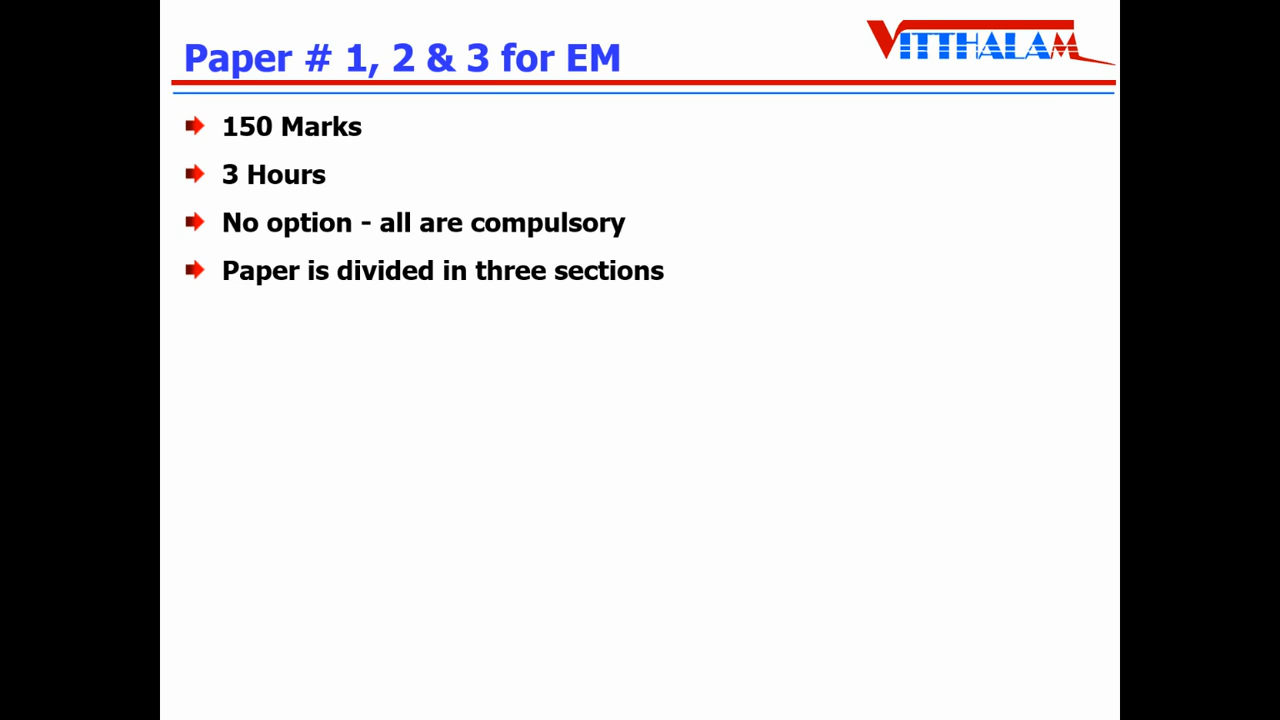 Paper # 1, 2 & 3 for EM
VITTHALAM
150 Marks
3 Hours
No option - all are compulsory
Paper is divided in three sections